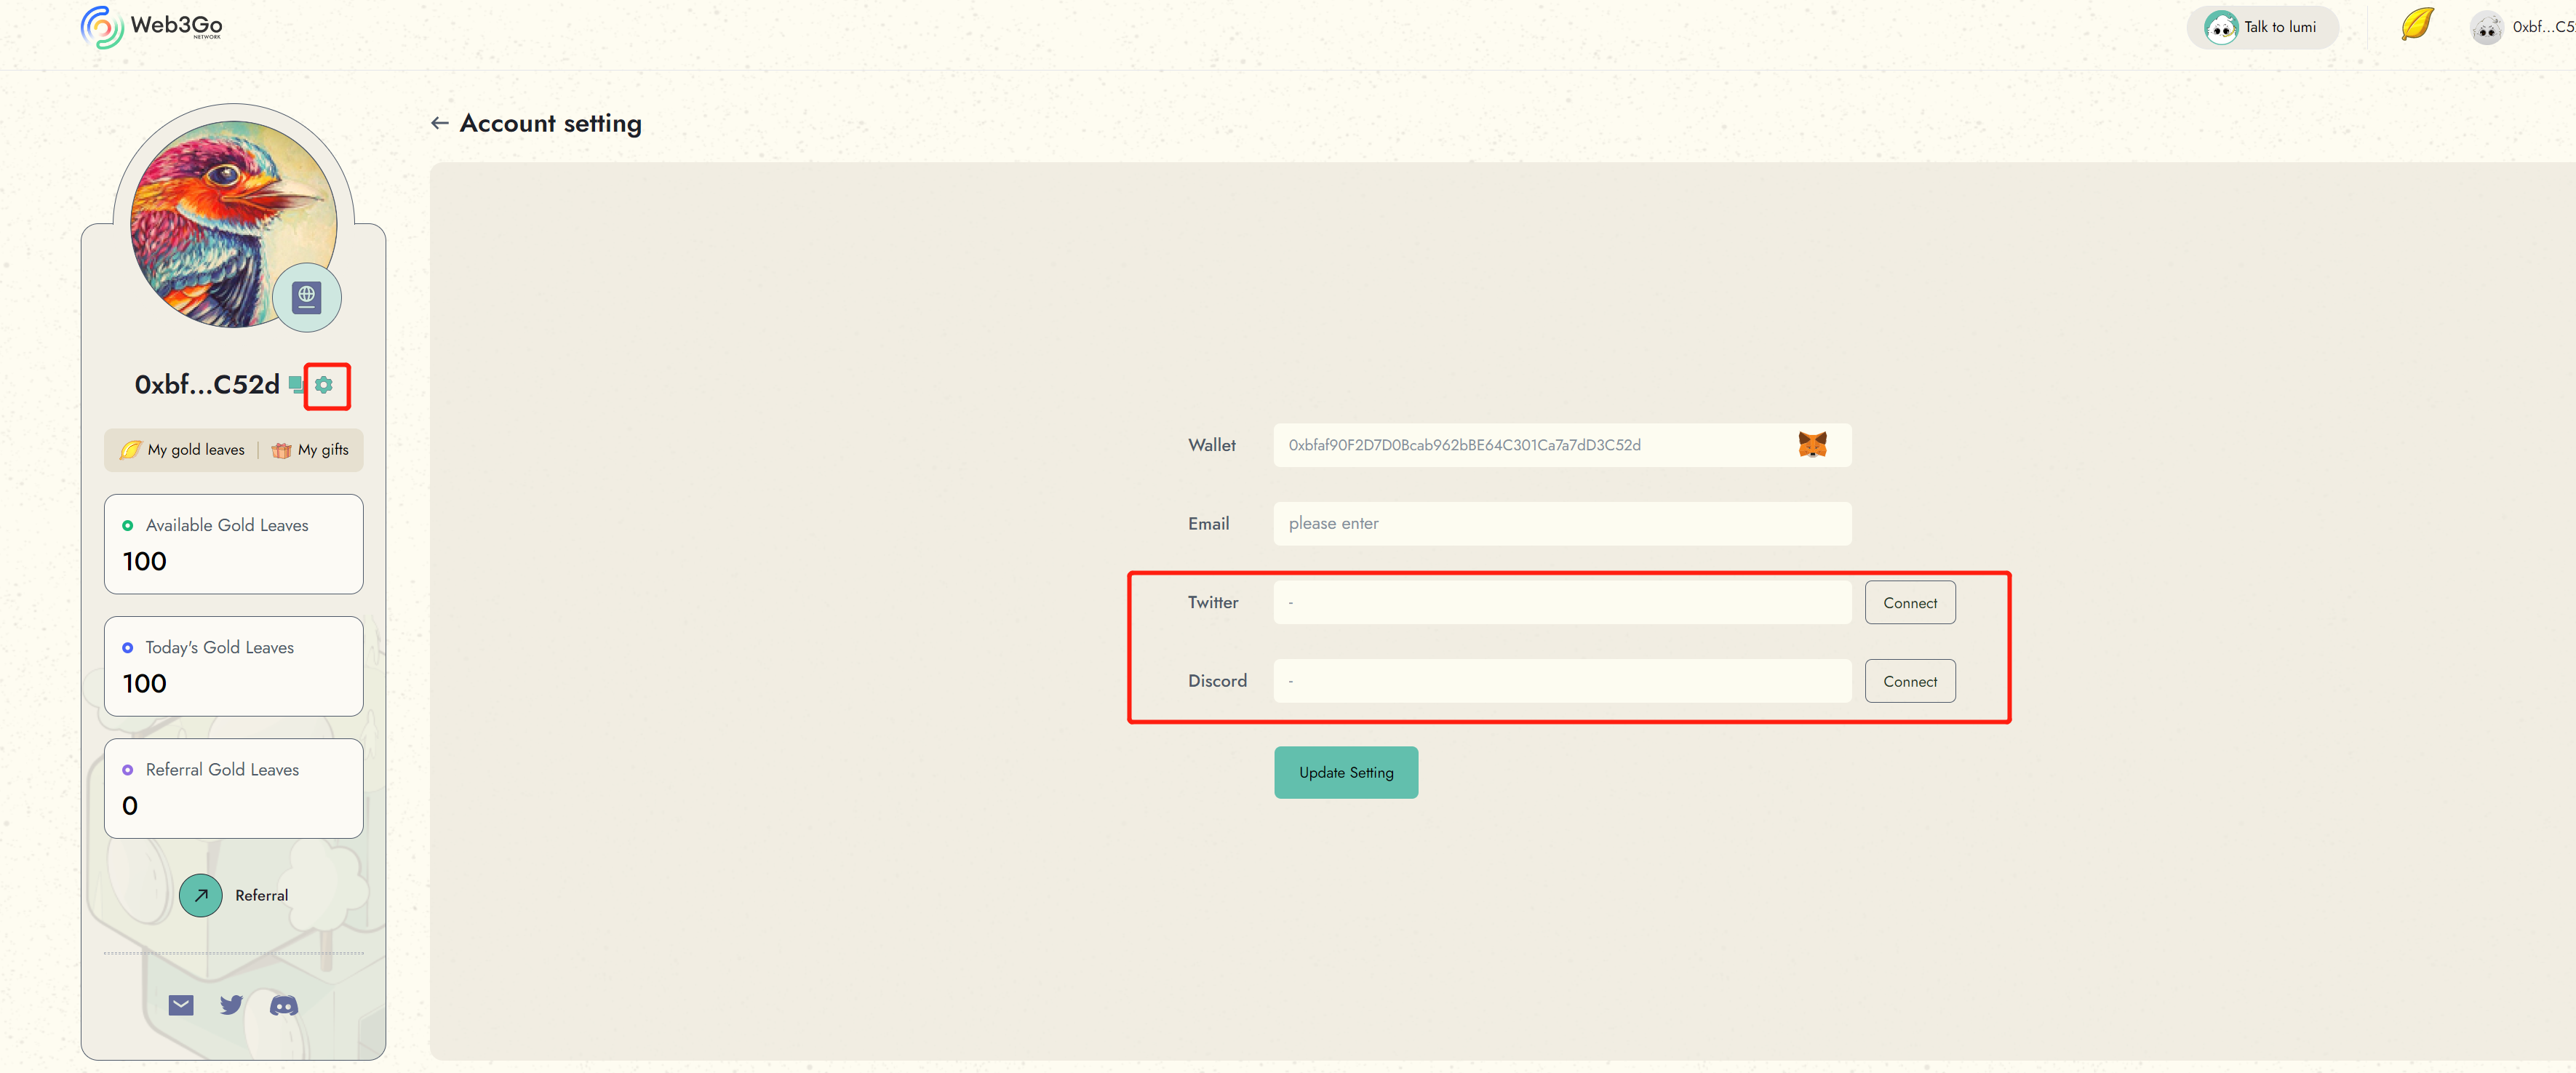 Web3Go
NETWORK
Talk to lumi
0xbf...C5
Account setting
0xbf...C52d
My gold leaves | My gifts
Available Gold Leaves
100
Today's Gold Leaves
100
Referral Gold Leaves
0
Referral
Wallet 0xbfaf90F2D7D0Bcab962bBE64C301Ca7a7dD3C52d
Email please enter
Twitter - Connect
Discord - Connect
Update Setting